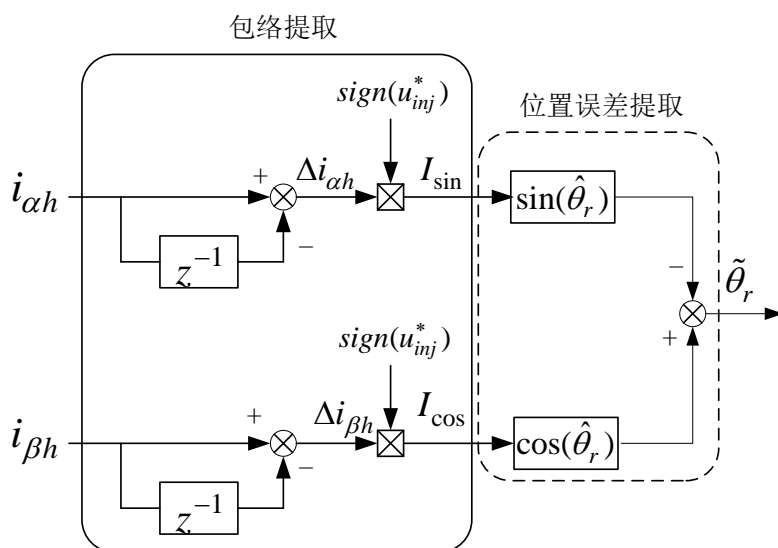 包络提取
sign(u*inj)
位置误差提取
iαh
+
Δiαh
Isin
sin(θ̂r)
−
z⁻¹
−
θ̃r
sign(u*inj)
+
iβh
+
Δiβh
Icos
cos(θ̂r)
−
z⁻¹